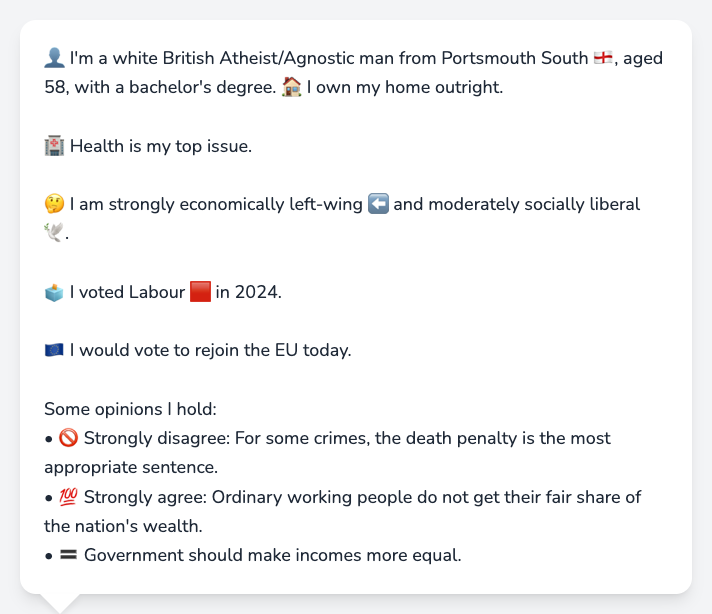 👤 I'm a white British Atheist/Agnostic man from Portsmouth South 🏴󠁧󠁢󠁥󠁮󠁧󠁿, aged
58, with a bachelor's degree. 🏠 I own my home outright.
🏥 Health is my top issue.
🤔 I am strongly economically left-wing ⬅️ and moderately socially liberal
🕊️.
🗳️ I voted Labour 🟥 in 2024.
🇪🇺 I would vote to rejoin the EU today.
Some opinions I hold:
• 🚫 Strongly disagree: For some crimes, the death penalty is the most
appropriate sentence.
• 💯 Strongly agree: Ordinary working people do not get their fair share of
the nation's wealth.
• 🟰 Government should make incomes more equal.